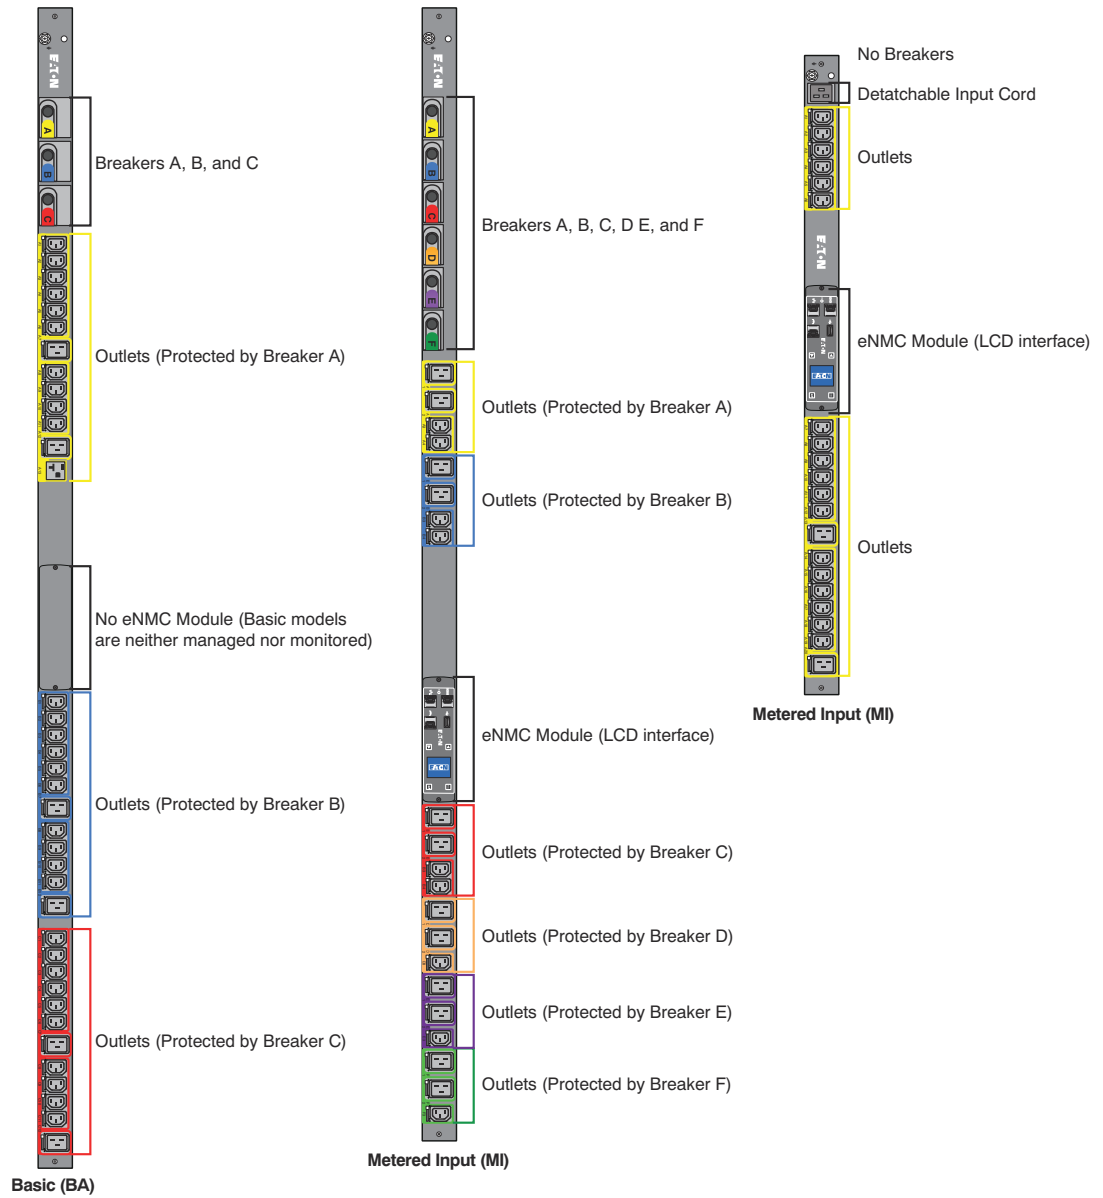 E·T·N
A
B
C
Breakers A, B, and C
Outlets (Protected by Breaker A)
No eNMC Module (Basic models
are neither managed nor monitored)
Outlets (Protected by Breaker B)
Outlets (Protected by Breaker C)
Basic (BA)
E·T·N
A
B
C
D
E
F
Breakers A, B, C, D E, and F
Outlets (Protected by Breaker A)
Outlets (Protected by Breaker B)
eNMC Module (LCD interface)
Outlets (Protected by Breaker C)
Outlets (Protected by Breaker D)
Outlets (Protected by Breaker E)
Outlets (Protected by Breaker F)
Metered Input (MI)
No Breakers
Detatchable Input Cord
Outlets
E·T·N
eNMC Module (LCD interface)
Outlets
Metered Input (MI)